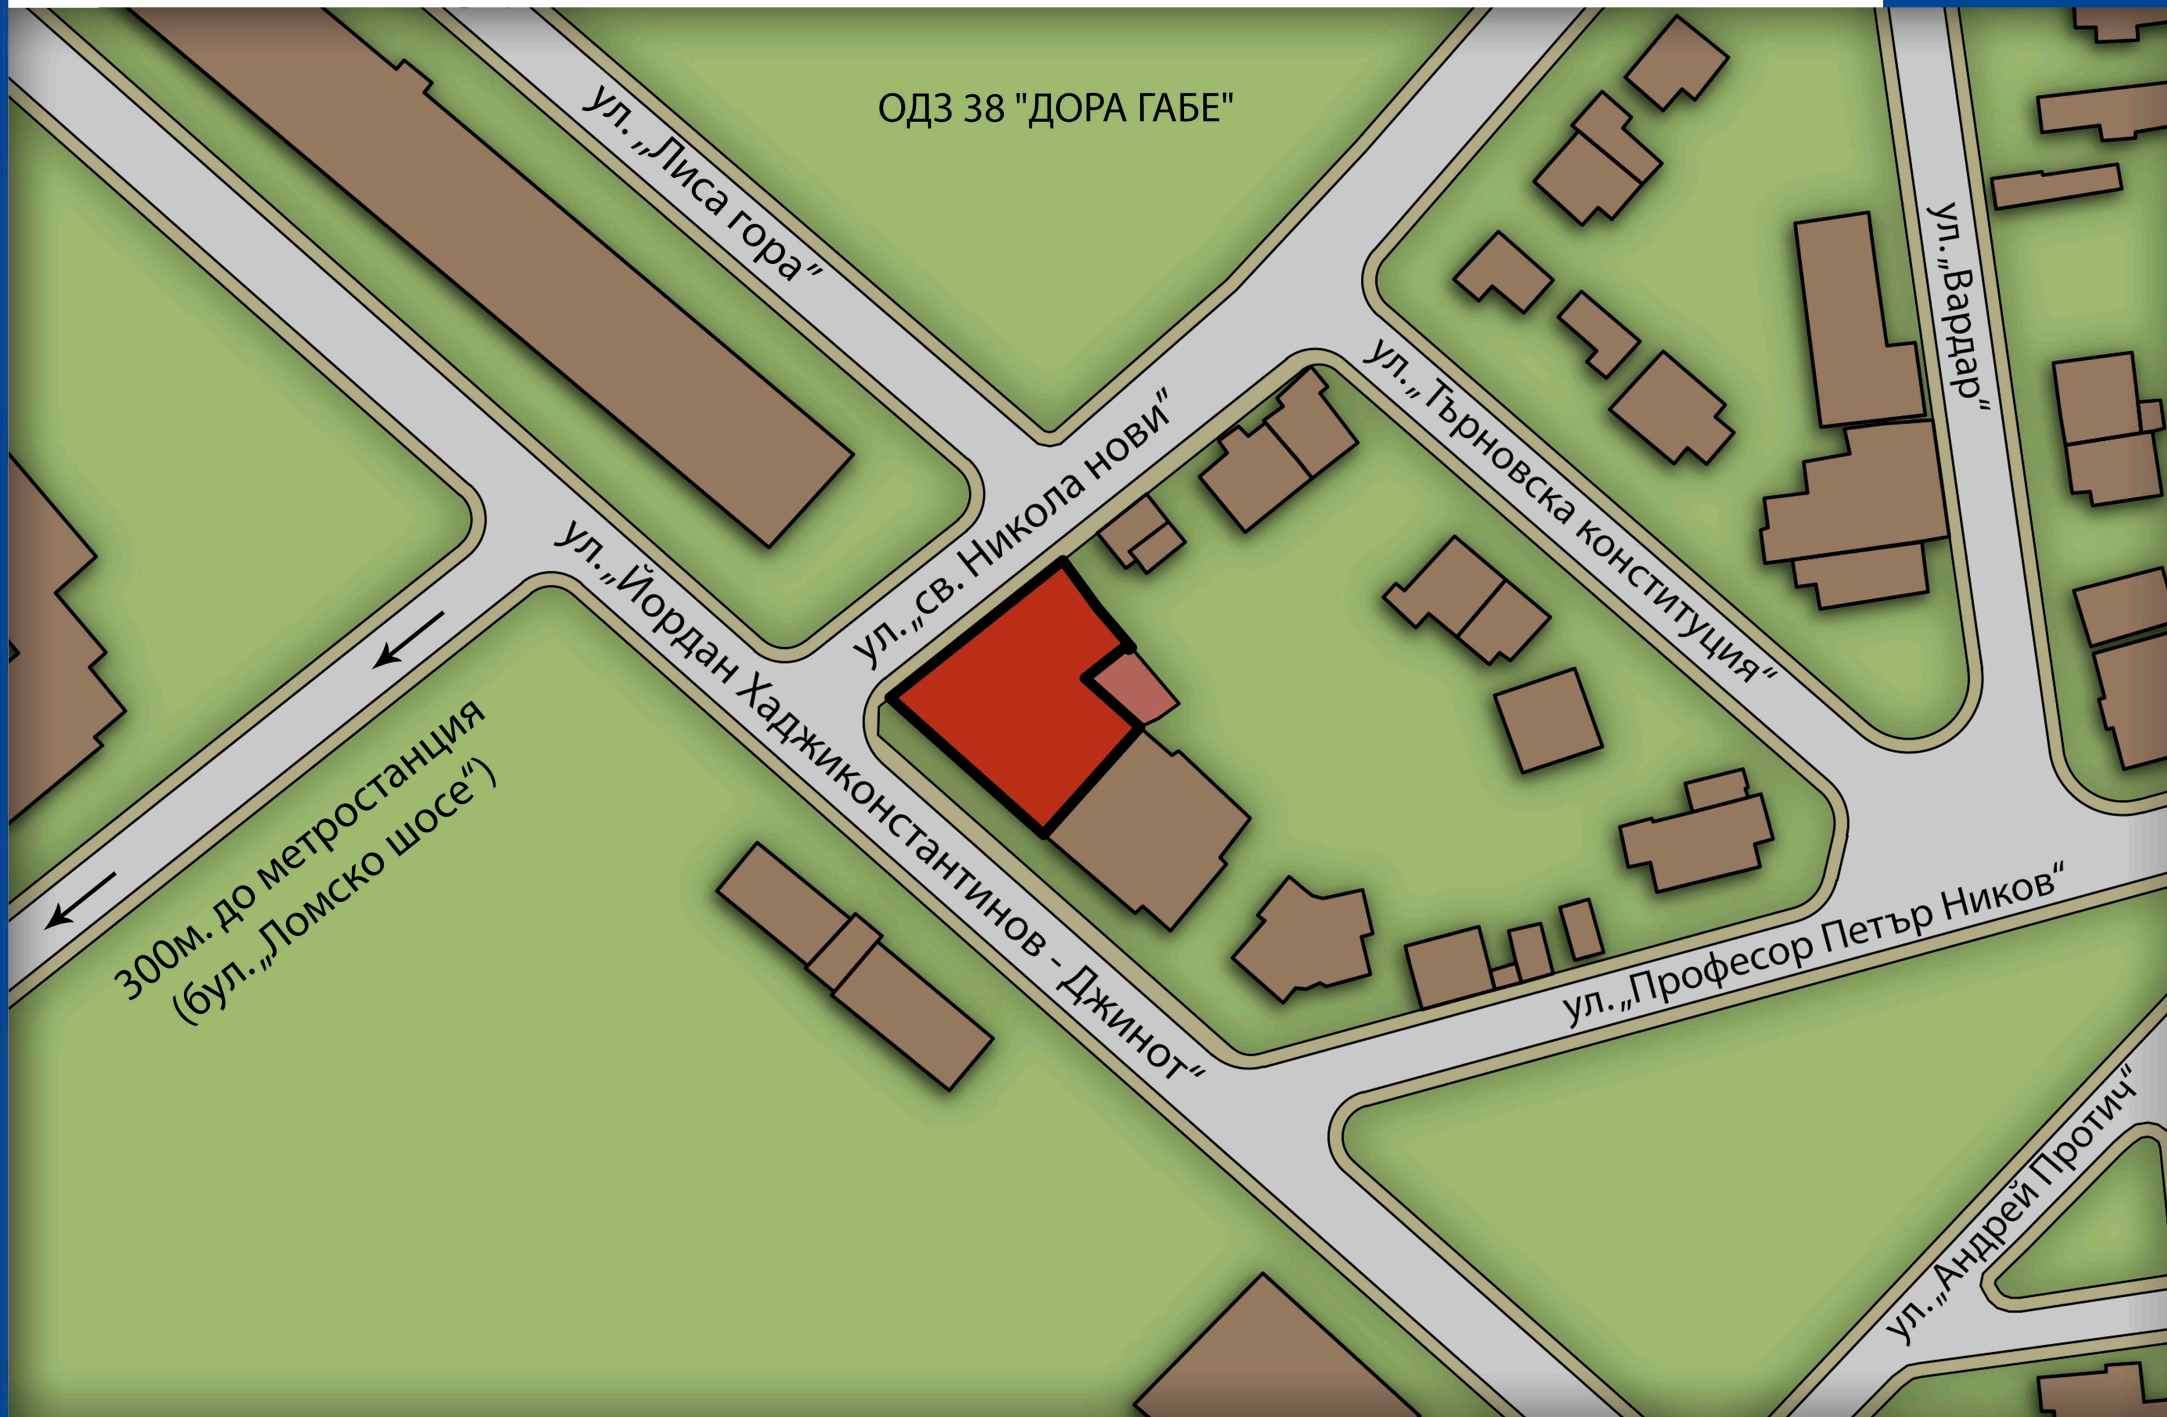 ул. „Лиса гора“
ОДЗ 38 "ДОРА ГАБЕ"
ул.„Вардар“
ул.„св. Никола нови“
ул.„Търновска конституция“
ул.„Йордан Хаджиконстантинов - Джинот“
300м. до метростанция
(бул.„Ломско шосе“)
ул.„Професор Петър Ников“
ул.„Андрей Протич“